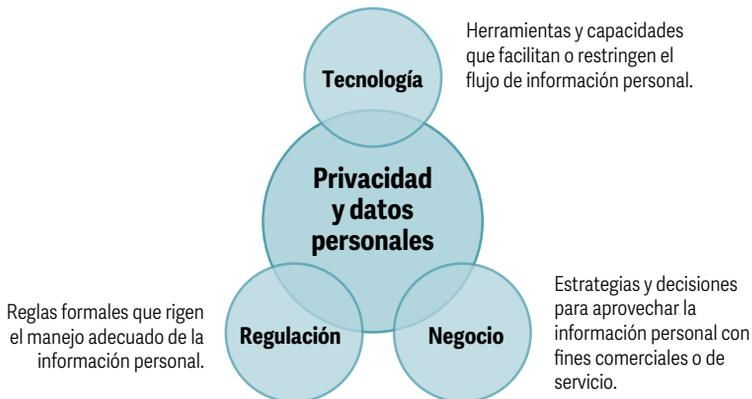 Tecnología
Herramientas y capacidades
que facilitan o restringen el
flujo de información personal.
Privacidad
y datos
personales
Reglas formales que rigen
el manejo adecuado de la
información personal.
Regulación
Negocio
Estrategias y decisiones
para aprovechar la
información personal con
fines comerciales o de
servicio.